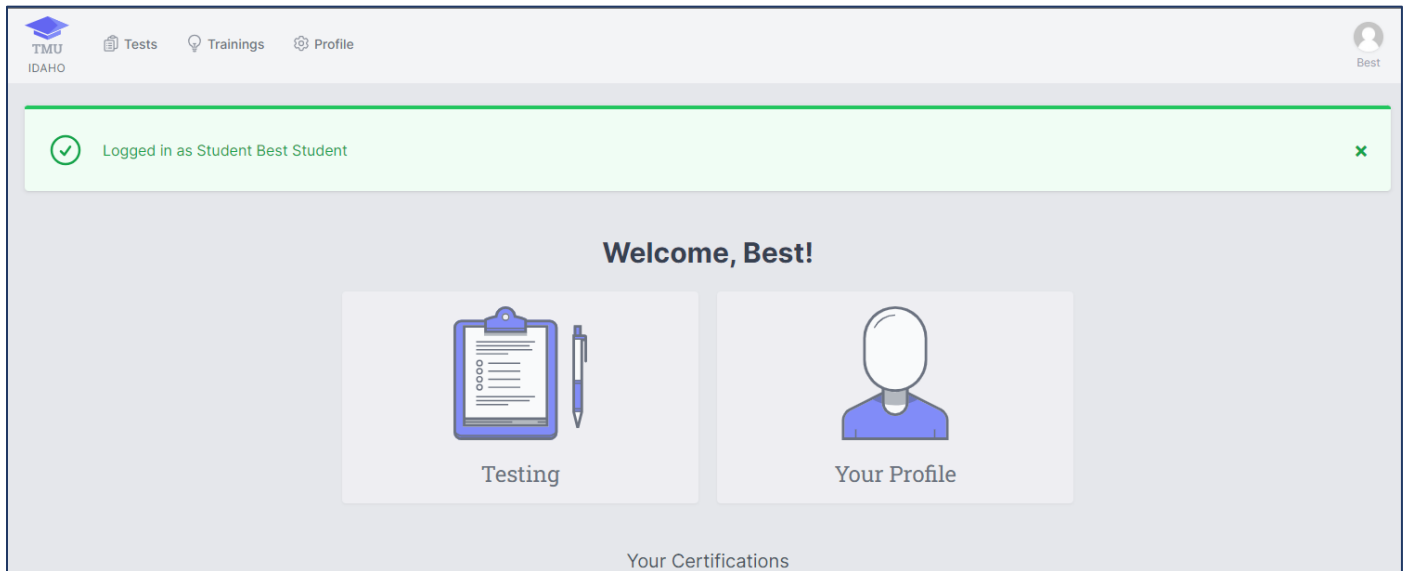 TMU
IDAHO
Tests
Trainings
Profile
Best
Logged in as Student Best Student
Welcome, Best!
Testing
Your Profile
Your Certifications